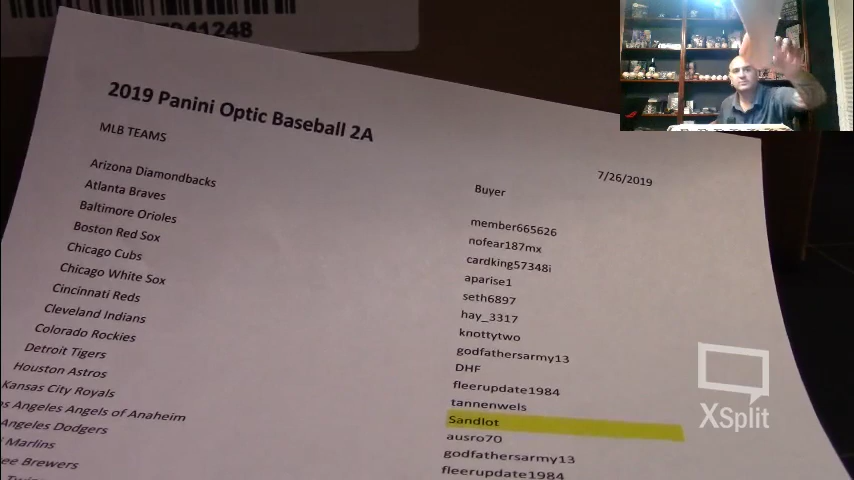 2019 Panini Optic Baseball 2A
MLB TEAMS
Arizona Diamondbacks
Atlanta Braves
Baltimore Orioles
Boston Red Sox
Chicago Cubs
Chicago White Sox
Cincinnati Reds
Cleveland Indians
Colorado Rockies
Detroit Tigers
Houston Astros
Kansas City Royals
s Angeles Angels of Anaheim
Angeles Dodgers
Marlins
ee Brewers
7/26/2019
Buyer
member665626
nofear187mx
cardking57348i
aparise1
seth6897
hay_3317
knottytwo
godfathersarmy13
DHF
fleerupdate1984
tannenwels
Sandlot
ausro70
godfathersarmy13
fleerupdate1984
XSplit